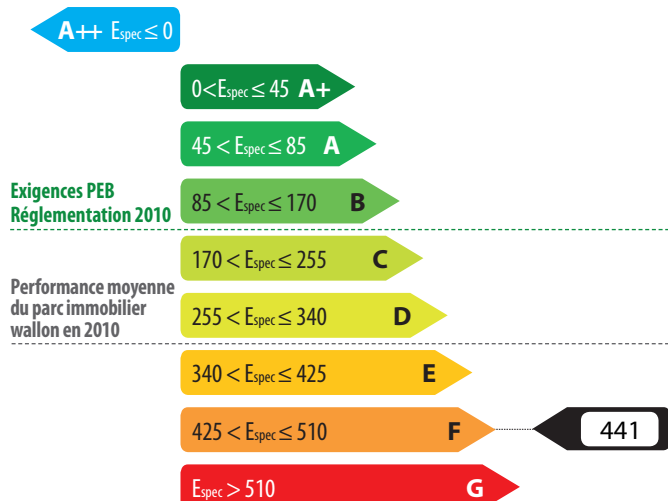 A++ Espec ≤ 0
0<Espec ≤ 45 A+
45 < Espec ≤ 85 A
Exigences PEB
Réglementation 2010
85 < Espec ≤ 170 B
170 < Espec ≤ 255 C
Performance moyenne
du parc immobilier
wallon en 2010
255 < Espec ≤ 340 D
340 < Espec ≤ 425 E
425 < Espec ≤ 510 F
441
Espec > 510 G